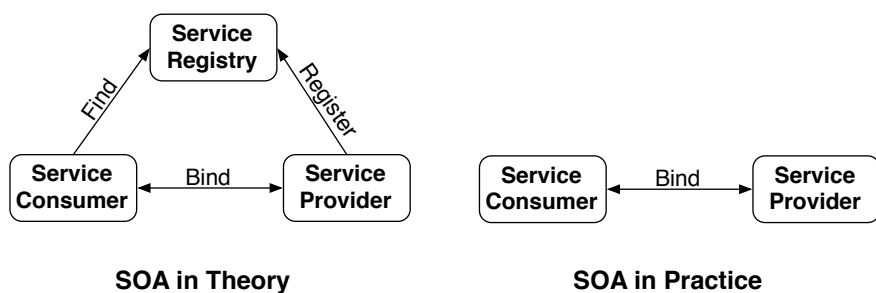 Service
Registry
Find
Register
Service
Consumer
Bind
Service
Provider
SOA in Theory
Service
Consumer
Bind
Service
Provider
SOA in Practice